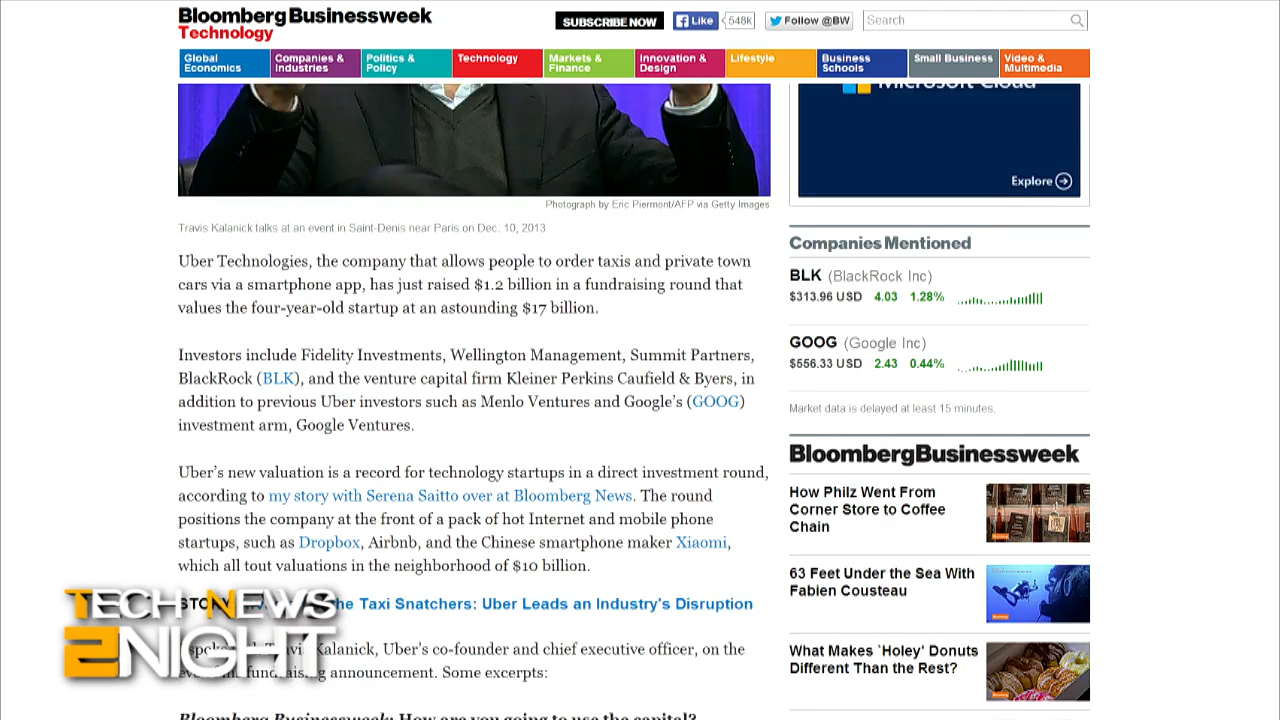 Bloomberg Businessweek
Technology
SUBSCRIBE NOW
Like
548k
Follow @BW
Search
Global
Economics
Companies &
Industries
Politics &
Policy
Technology
Markets &
Finance
Innovation &
Design
Lifestyle
Business
Schools
Small Business
Video &
Multimedia
Microsoft Cloud
Explore
Photograph by Eric Piermont/AFP via Getty Images
Travis Kalanick talks at an event in Saint-Denis near Paris on Dec. 10, 2013
Uber Technologies, the company that allows people to order taxis and private town
cars via a smartphone app, has just raised $1.2 billion in a fundraising round that
values the four-year-old startup at an astounding $17 billion.
Investors include Fidelity Investments, Wellington Management, Summit Partners,
BlackRock (BLK), and the venture capital firm Kleiner Perkins Caufield & Byers, in
addition to previous Uber investors such as Menlo Ventures and Google's (GOOG)
investment arm, Google Ventures.
Uber's new valuation is a record for technology startups in a direct investment round,
according to my story with Serena Saitto over at Bloomberg News. The round
positions the company at the front of a pack of hot Internet and mobile phone
startups, such as Dropbox, Airbnb, and the Chinese smartphone maker Xiaomi,
which all tout valuations in the neighborhood of $10 billion.
the Taxi Snatchers: Uber Leads an Industry's Disruption
Kalanick, Uber's co-founder and chief executive officer, on the
announcement. Some excerpts:
Bloomberg Businessweek: How are you going to use the capital?
Companies Mentioned
BLK (BlackRock Inc)
$313.96 USD 4.03 1.28%
GOOG (Google Inc)
$556.33 USD 2.43 0.44%
Market data is delayed at least 15 minutes.
Bloomberg Businessweek
How Philz Went From
Corner Store to Coffee
Chain
63 Feet Under the Sea With
Fabien Cousteau
What Makes `Holey' Donuts
Different Than the Rest?
TECH NEWS
2NIGHT